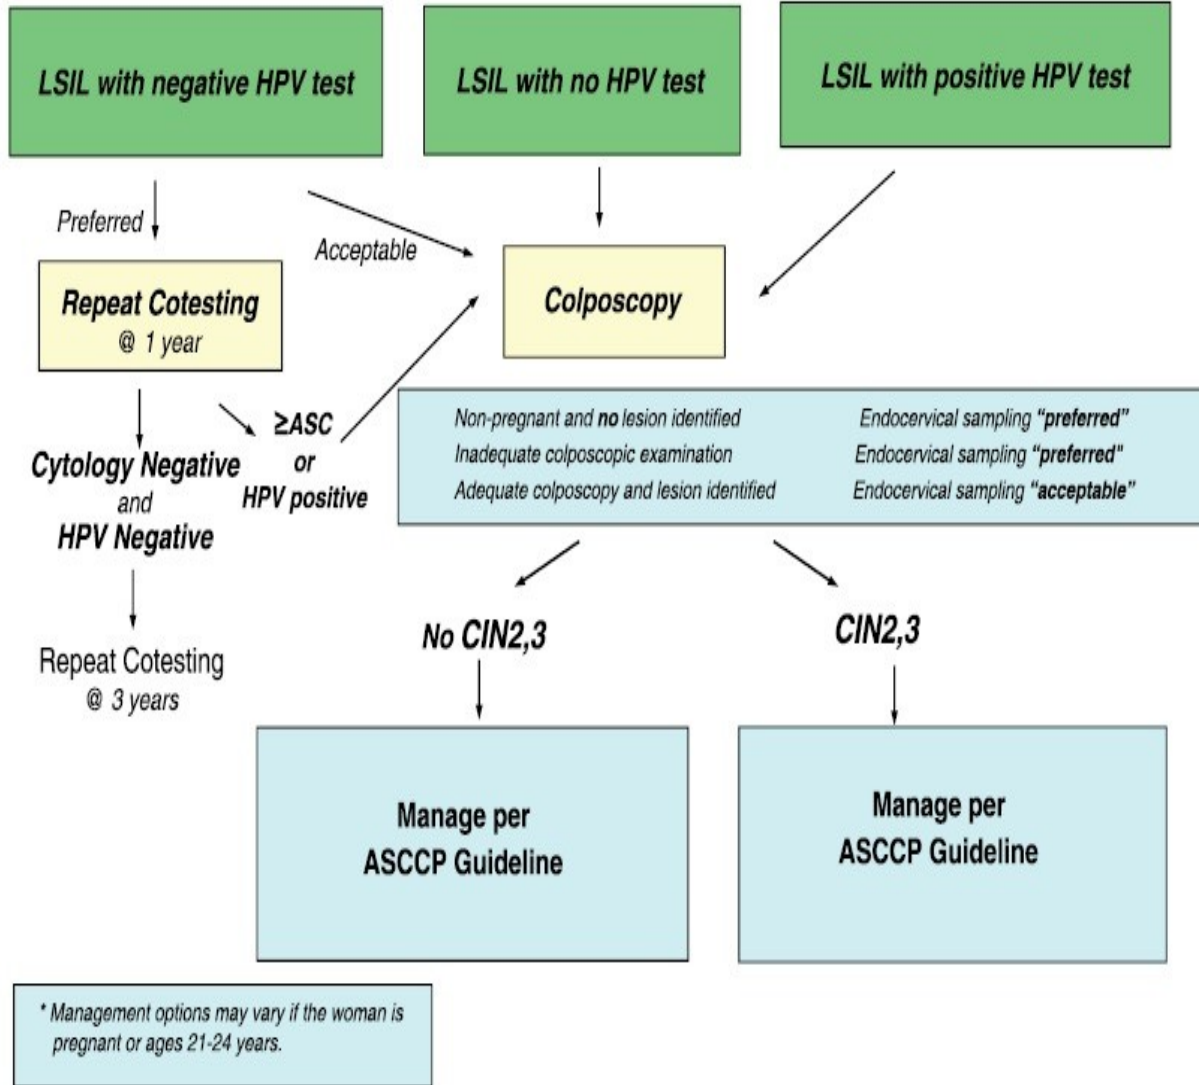 LSIL with negative HPV test
LSIL with no HPV test
LSIL with positive HPV test
Preferred
Acceptable
Repeat Cotesting
@ 1 year
Colposcopy
≥ASC
or
HPV positive
Cytology Negative
and
HPV Negative
Repeat Cotesting
@ 3 years
Non-pregnant and no lesion identified Endocervical sampling “preferred”
Inadequate colposcopic examination Endocervical sampling “preferred"
Adequate colposcopy and lesion identified Endocervical sampling “acceptable”
No CIN2,3
CIN2,3
Manage per
ASCCP Guideline
Manage per
ASCCP Guideline
* Management options may vary if the woman is
pregnant or ages 21-24 years.